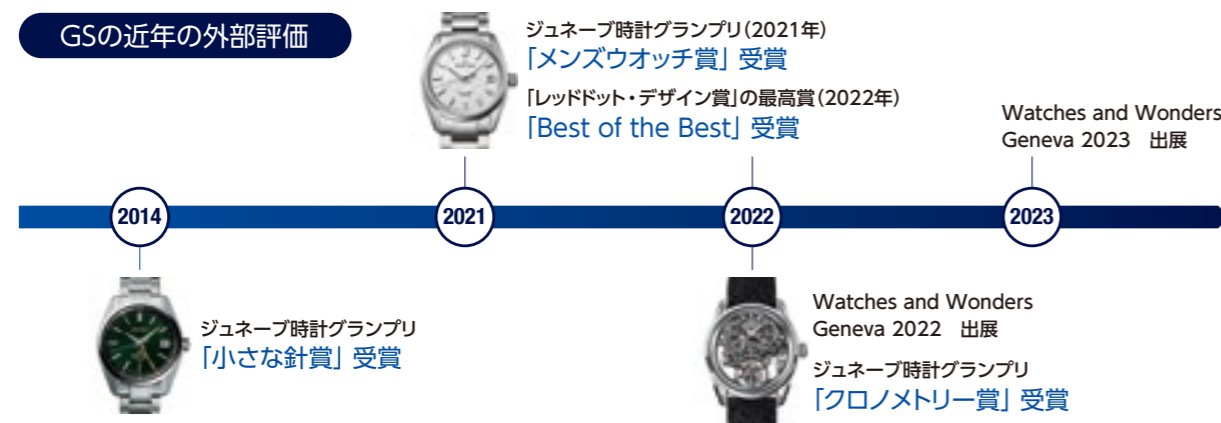 GSの近年の外部評価
ジュネーブ時計グランプリ(2021年)
「メンズウオッチ賞」 受賞
「レッドドット・デザイン賞」の最高賞(2022年)
「Best of the Best」 受賞
Watches and Wonders
Geneva 2023 出展
2014
2021
2022
2023
ジュネーブ時計グランプリ
「小さな針賞」 受賞
Watches and Wonders
Geneva 2022 出展
ジュネーブ時計グランプリ
「クロノメトリー賞」 受賞